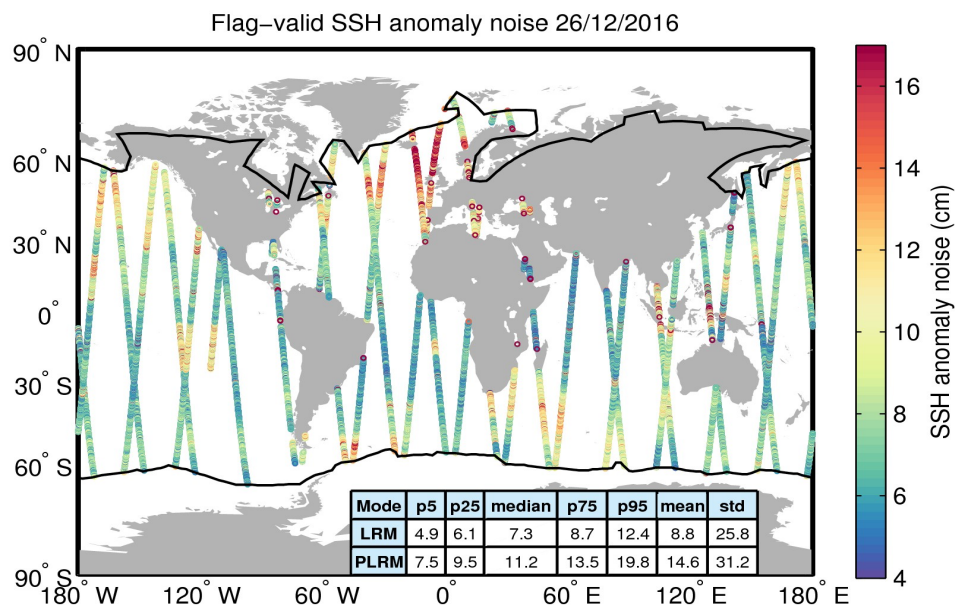 Flag−valid SSH anomaly noise 26/12/2016
90° N
60° N
30° N
0°
30° S
60° S
90° S
180° W
120° W
60° W
0°
60° E
120° E
180° E
16
14
12
10
8
6
4
SSH anomaly noise (cm)
Mode p5 p25 median p75 p95 mean std
LRM 4.9 6.1 7.3 8.7 12.4 8.8 25.8
PLRM 7.5 9.5 11.2 13.5 19.8 14.6 31.2